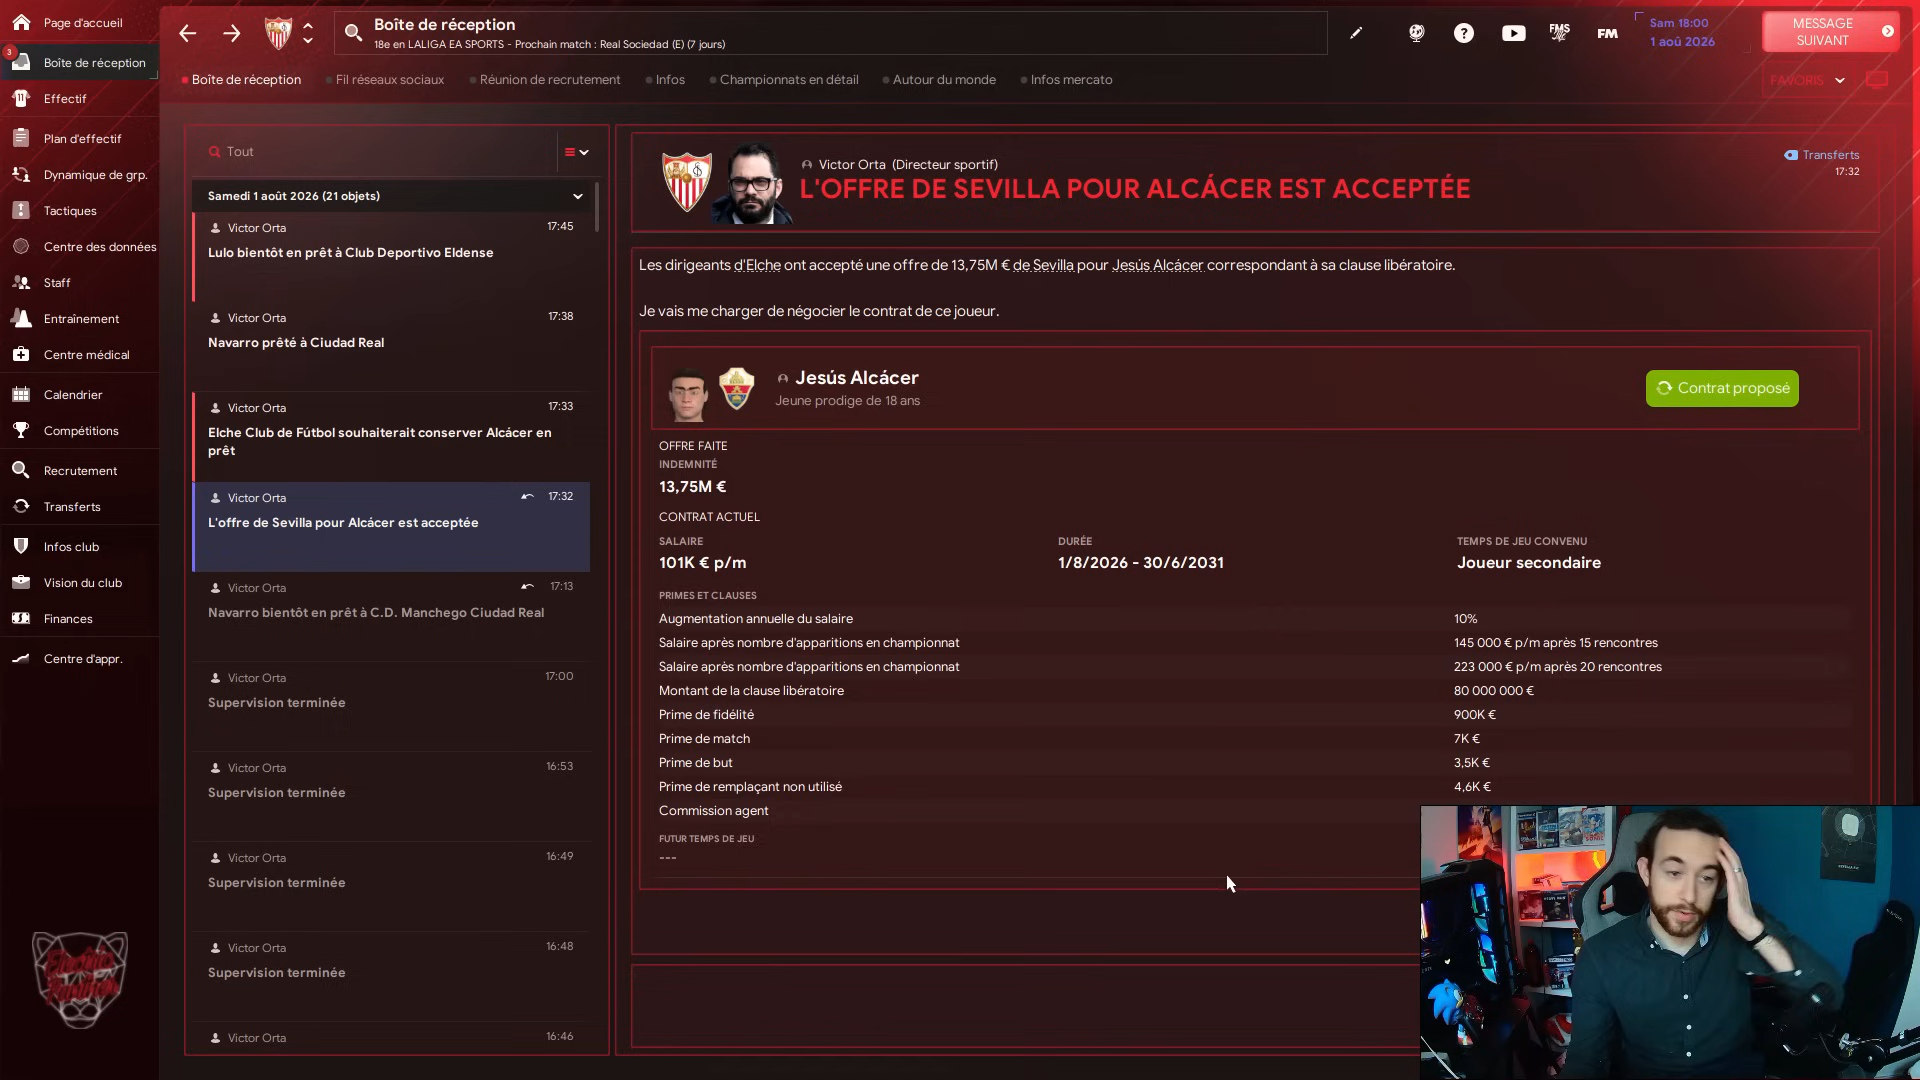 Page d'accueil
3
Boîte de réception
Effectif
Plan d'effectif
Dynamique de grp.
Tactiques
Centre des données
Staff
Entraînement
Centre médical
Calendrier
Compétitions
Recrutement
Transferts
Infos club
Vision du club
Finances
Centre d'appr.
Boîte de réception
18e en LALIGA EA SPORTS - Prochain match : Real Sociedad (E) (7 jours)
FMS
FM
Sam 18:00
1 aoû 2026
MESSAGE
SUIVANT
Boîte de réception
Fil réseaux sociaux
Réunion de recrutement
Infos
Championnats en détail
Autour du monde
Infos mercato
FAVORIS
Tout
Samedi 1 août 2026 (21 objets)
Victor Orta 17:45
Lulo bientôt en prêt à Club Deportivo Eldense
Victor Orta 17:38
Navarro prêté à Ciudad Real
Victor Orta 17:33
Elche Club de Fútbol souhaiterait conserver Alcácer en
prêt
Victor Orta 17:32
L'offre de Sevilla pour Alcácer est acceptée
Victor Orta 17:13
Navarro bientôt en prêt à C.D. Manchego Ciudad Real
Victor Orta 17:00
Supervision terminée
Victor Orta 16:53
Supervision terminée
Victor Orta 16:49
Supervision terminée
Victor Orta 16:48
Supervision terminée
Victor Orta 16:46
Victor Orta (Directeur sportif)
L'OFFRE DE SEVILLA POUR ALCÁCER EST ACCEPTÉE
Transferts
17:32
Les dirigeants d'Elche ont accepté une offre de 13,75M € de Sevilla pour Jesús Alcácer correspondant à sa clause libératoire.
Je vais me charger de négocier le contrat de ce joueur.
Jesús Alcácer
Jeune prodige de 18 ans
Contrat proposé
OFFRE FAITE
INDEMNITÉ
13,75M €
CONTRAT ACTUEL
SALAIRE DURÉE TEMPS DE JEU CONVENU
101K € p/m 1/8/2026 - 30/6/2031 Joueur secondaire
PRIMES ET CLAUSES
Augmentation annuelle du salaire 10%
Salaire après nombre d'apparitions en championnat 145 000 € p/m après 15 rencontres
Salaire après nombre d'apparitions en championnat 223 000 € p/m après 20 rencontres
Montant de la clause libératoire 80 000 000 €
Prime de fidélité 900K €
Prime de match 7K €
Prime de but 3,5K €
Prime de remplaçant non utilisé 4,6K €
Commission agent
FUTUR TEMPS DE JEU
---